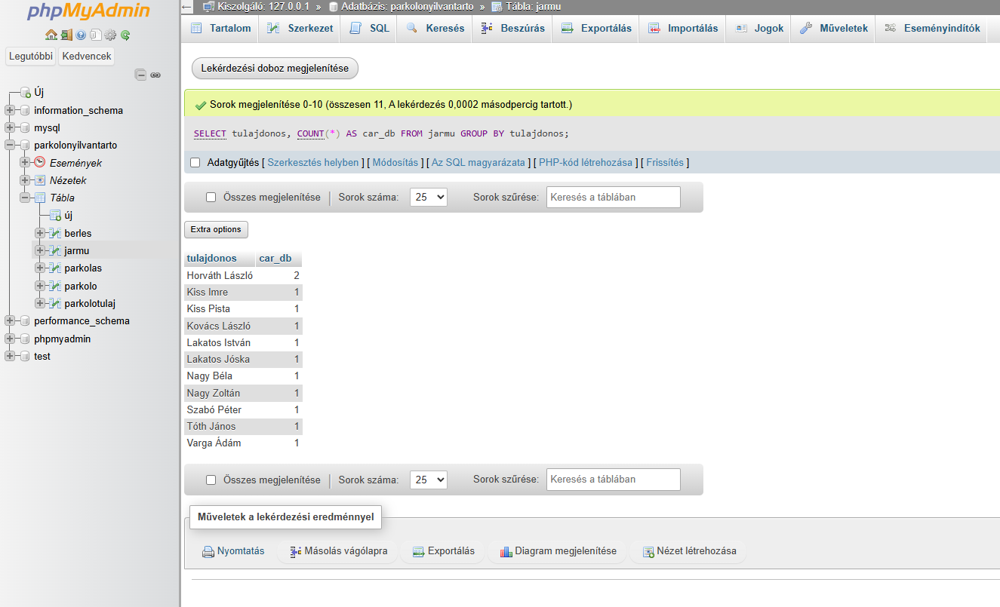 phpMyAdmin
Legutóbbi Kedvencek
Új
information_schema
mysql
parkolonyilvantarto
Események
Nézetek
Tábla
új
berles
jarmu
parkolas
parkolo
parkolotulaj
performance_schema
phpmyadmin
test
Kiszolgáló: 127.0.0.1 » Adatbázis: parkolonyilvantarto » Tábla: jarmu
Tartalom Szerkezet SQL Keresés Beszúrás Exportálás Importálás Jogok Műveletek Eseményindítók
Lekérdezési doboz megjelenítése
Sorok megjelenítése 0-10 (összesen 11, A lekérdezés 0,0002 másodpercig tartott.)
SELECT tulajdonos, COUNT(*) AS car_db FROM jarmu GROUP BY tulajdonos;
Adatgyűjtés [ Szerkesztés helyben ] [ Módosítás ] [ Az SQL magyarázata ] [ PHP-kód létrehozása ] [ Frissítés ]
Összes megjelenítése | Sorok száma: 25 Sorok szűrése: Keresés a táblában
Extra options
tulajdonos car_db
Horváth László 2
Kiss Imre 1
Kiss Pista 1
Kovács László 1
Lakatos István 1
Lakatos Jóska 1
Nagy Béla 1
Nagy Zoltán 1
Szabó Péter 1
Tóth János 1
Varga Ádám 1
Összes megjelenítése | Sorok száma: 25 Sorok szűrése: Keresés a táblában
Műveletek a lekérdezési eredménnyel
Nyomtatás Másolás vágólapra Exportálás Diagram megjelenítése Nézet létrehozása